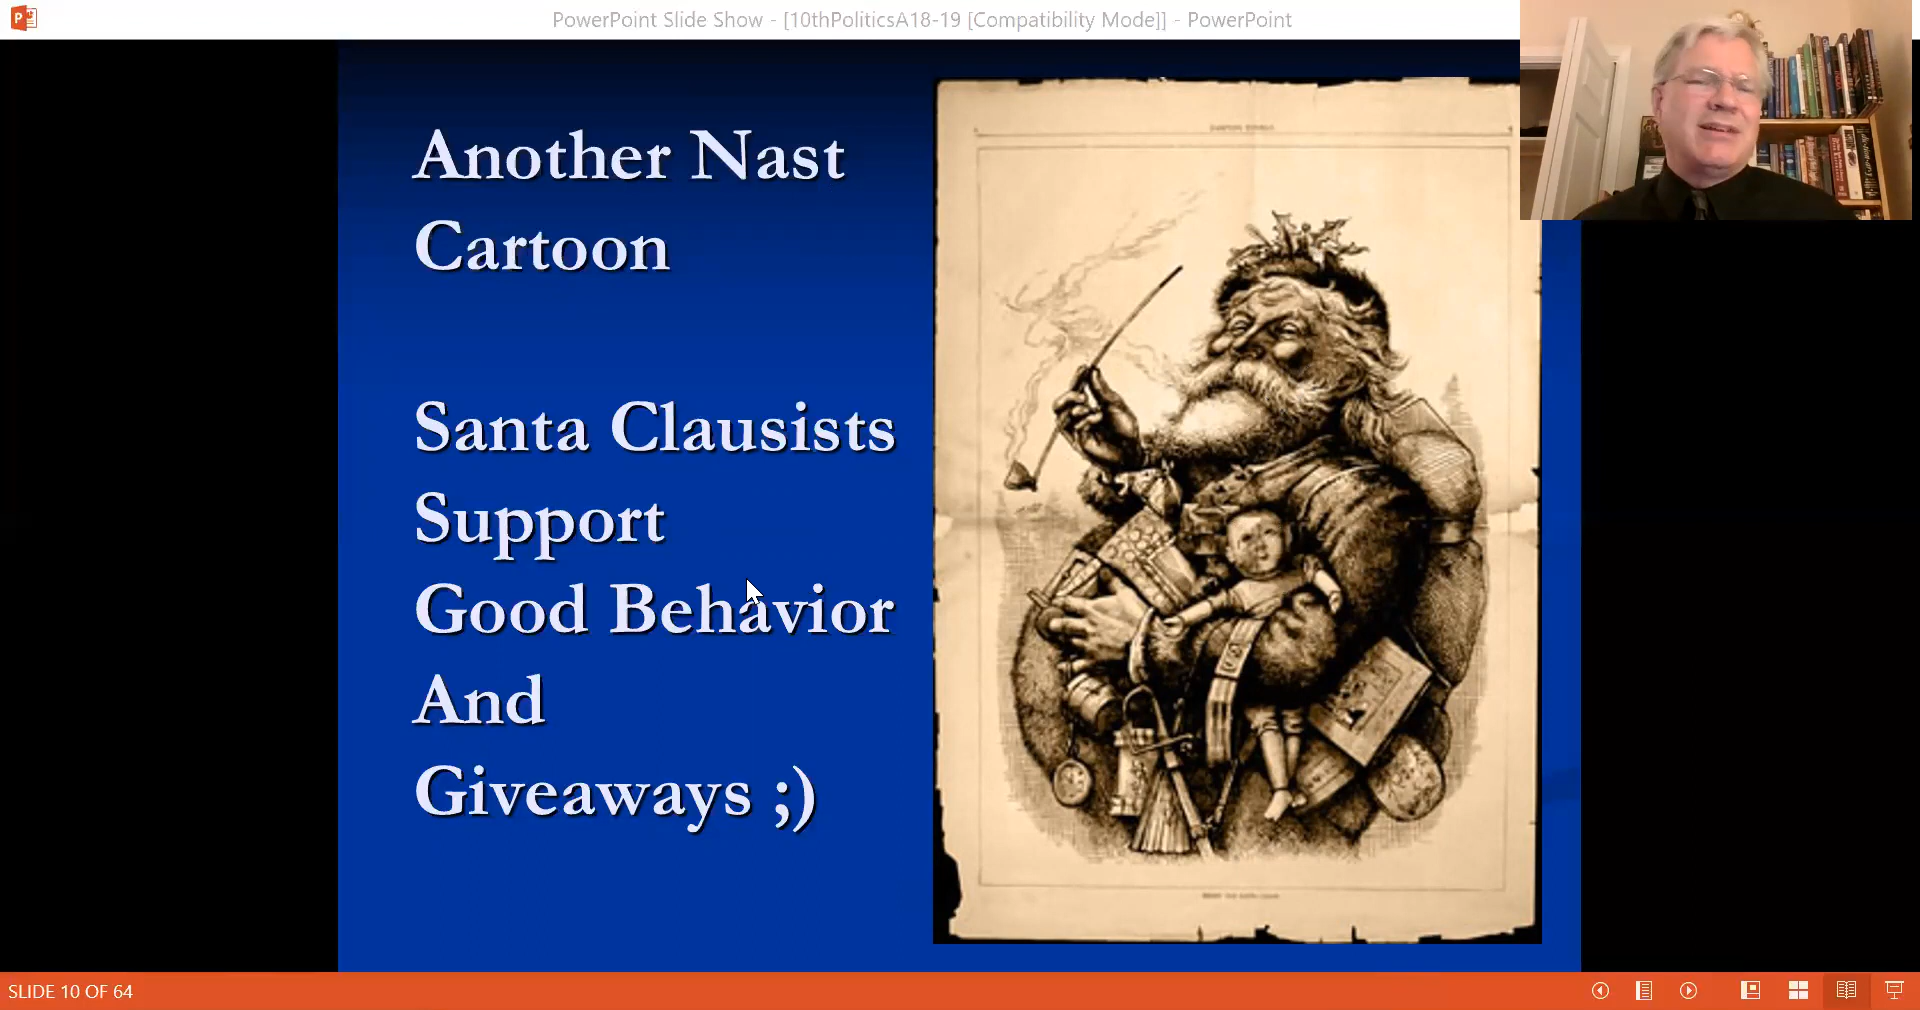 PowerPoint Slide Show - [10thPoliticsA18-19 [Compatibility Mode]] - PowerPoint
Another Nast
Cartoon
Santa Clausists
Support
Good Behavior
And
Giveaways ;)
SLIDE 10 OF 64